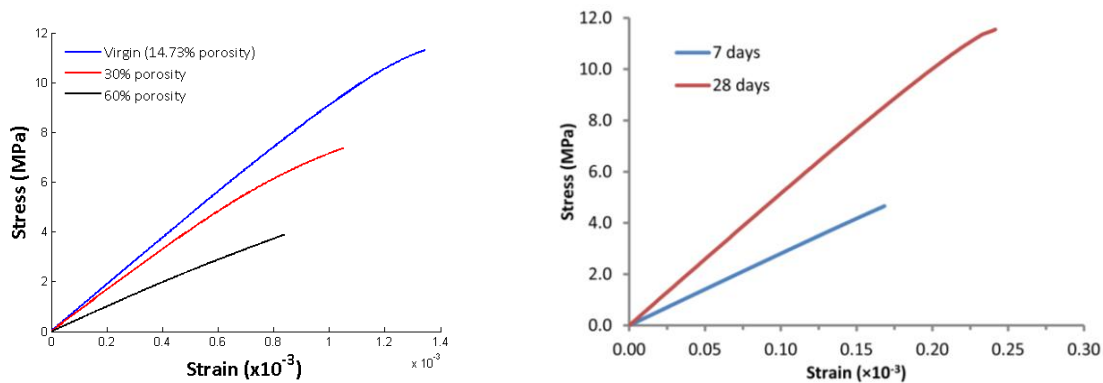 12
10
8
6
4
2
0
Stress (MPa)
Virgin (14.73% porosity)
30% porosity
60% porosity
0 0.2 0.4 0.6 0.8 1 1.2 1.4
x 10⁻³
Strain (x10⁻³)
12.0
10.0
8.0
6.0
4.0
2.0
0.0
Stress (MPa)
7 days
28 days
0.00 0.05 0.10 0.15 0.20 0.25 0.30
Strain (×10⁻³)